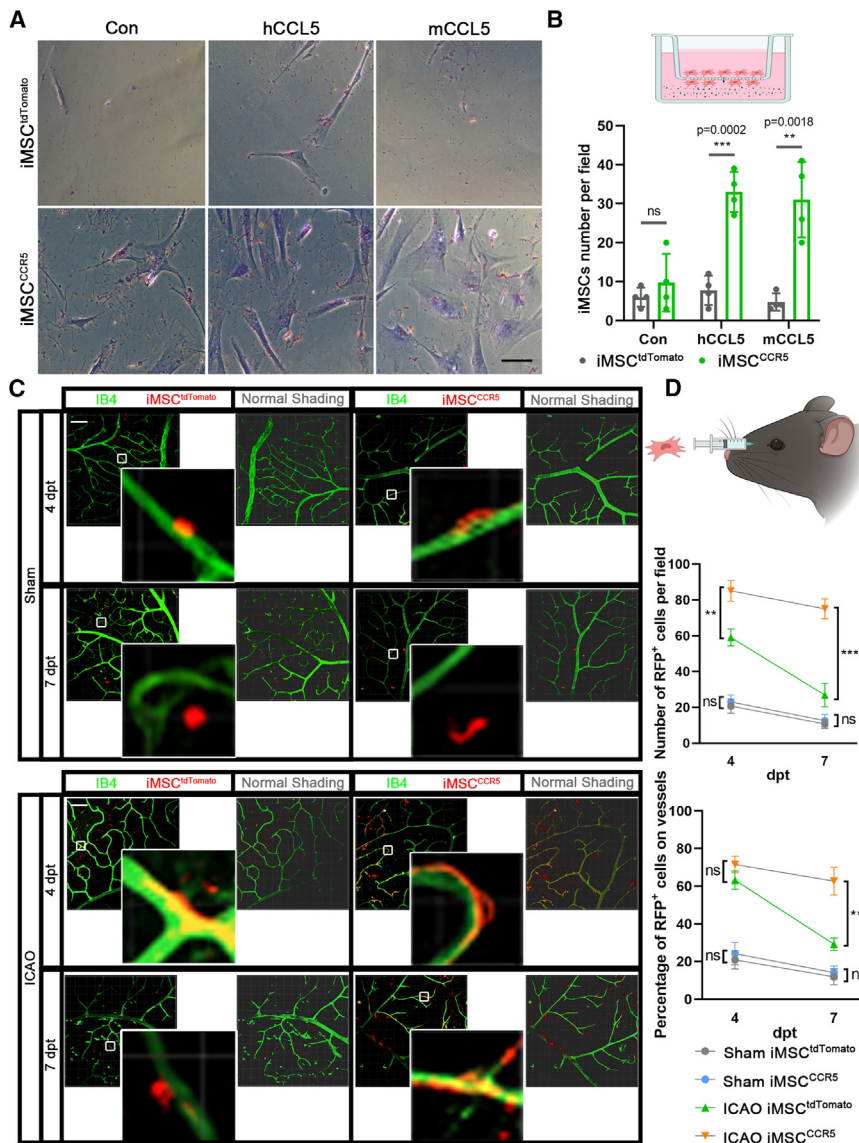 A
Con
hCCL5
mCCL5
iMSCtdTomato
iMSCCCR5
B
p=0.0002
p=0.0018
***
**
ns
50
40
30
20
10
0
iMSCs number per field
Con
hCCL5
mCCL5
iMSCtdTomato
iMSCCCR5
C
IB4 iMSCtdTomato
Normal Shading
IB4 iMSCCCR5
Normal Shading
Sham
4 dpt
7 dpt
IB4 iMSCtdTomato
Normal Shading
IB4 iMSCCCR5
Normal Shading
ICAO
4 dpt
7 dpt
D
Number of RFP+ cells per field
100
80
60
40
20
0
**
***
ns
ns
4
7
dpt
Percentage of RFP+ cells on vessels
100
80
60
40
20
0
ns
**
ns
n
4
7
dpt
Sham iMSCtdTomato
Sham iMSCCCR5
ICAO iMSCtdTomato
ICAO iMSCCCR5